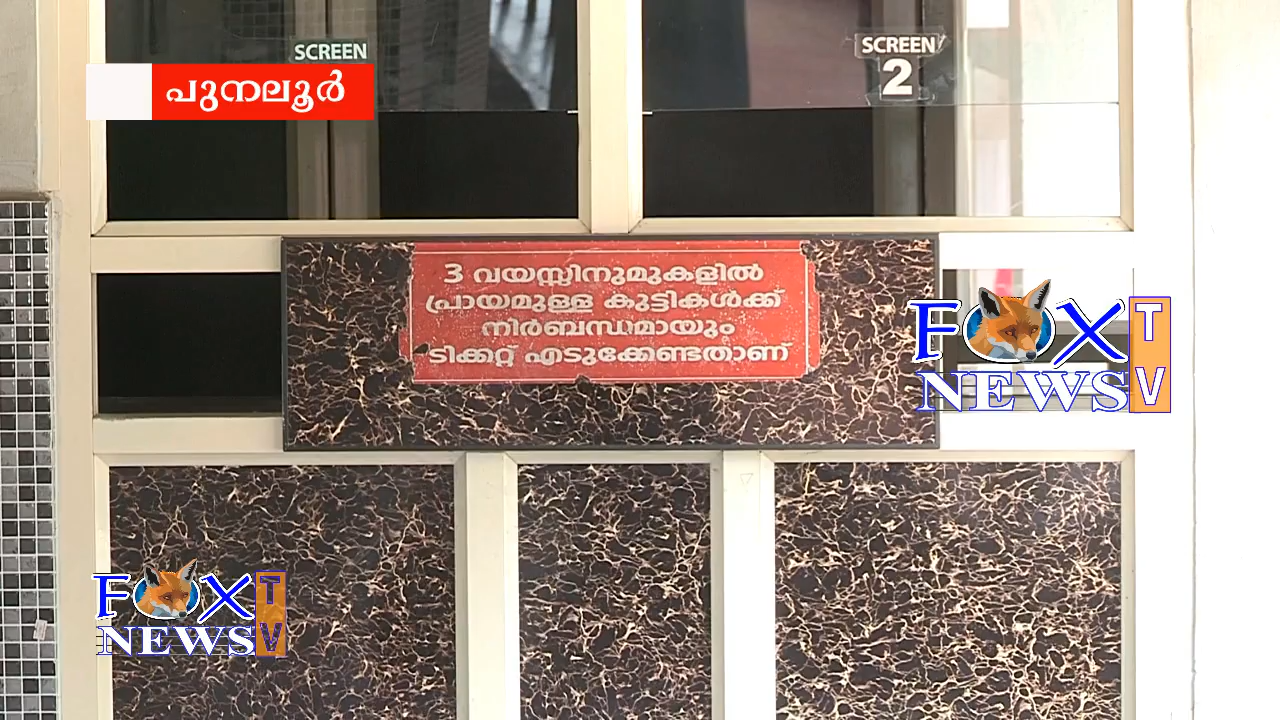 SCREEN
SCREEN
2
പുനലൂർ
3 വയസ്സിനുമുകളിൽ
പ്രായമുള്ള കുട്ടികൾക്ക്
നിർബന്ധമായും
ടിക്കറ്റ് എടുക്കേണ്ടതാണ്
FOX
NEWS
TV
FOX
NEWS
TV